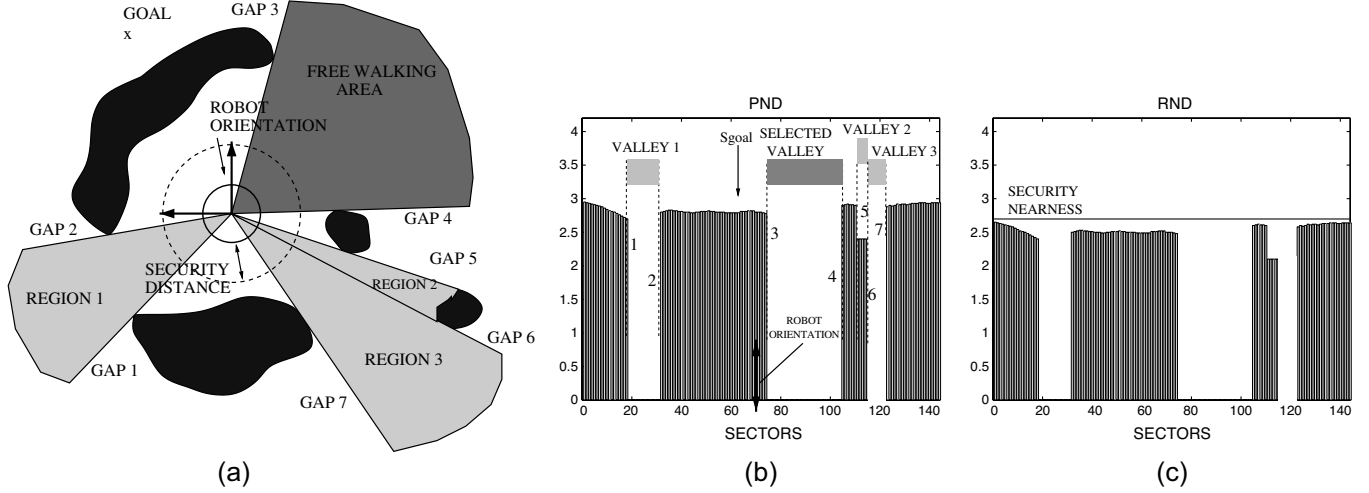 GOAL
x
GAP 3
FREE WALKING
AREA
ROBOT
ORIENTATION
GAP 2
GAP 4
SECURITY
DISTANCE
GAP 5
REGION 2
REGION 1
GAP 6
REGION 3
GAP 1
GAP 7
(a)
PND
4
3.5
3
2.5
2
1.5
1
0.5
0
VALLEY 1
Sgoal
SELECTED
VALLEY
VALLEY 2
VALLEY 3
1
2
3
4
5
6
7
ROBOT
ORIENTATION
0 20 40 60 80 100 120 140
SECTORS
(b)
RND
4
3.5
3
2.5
2
1.5
1
0.5
0
SECURITY
NEARNESS
0 20 40 60 80 100 120 140
SECTORS
(c)